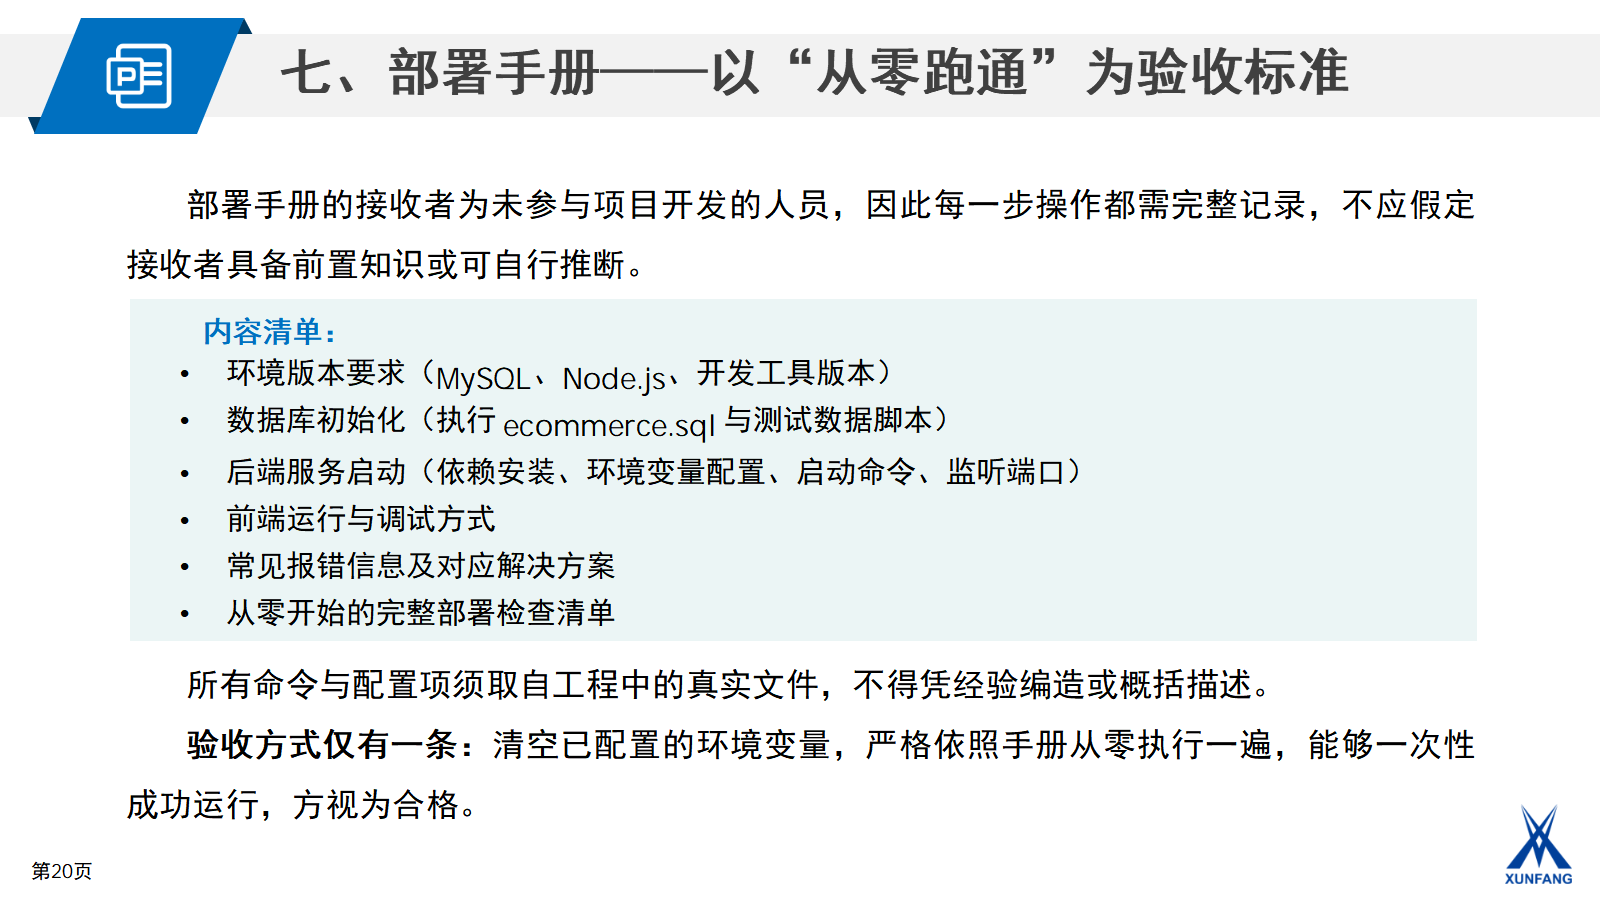 七、部署手册——以“从零跑通”为验收标准
部署手册的接收者为未参与项目开发的人员，因此每一步操作都需完整记录，不应假定
接收者具备前置知识或可自行推断。
内容清单：
• 环境版本要求（MySQL、Node.js、开发工具版本）
• 数据库初始化（执行 ecommerce.sql 与测试数据脚本）
• 后端服务启动（依赖安装、环境变量配置、启动命令、监听端口）
• 前端运行与调试方式
• 常见报错信息及对应解决方案
• 从零开始的完整部署检查清单
所有命令与配置项须取自工程中的真实文件，不得凭经验编造或概括描述。
验收方式仅有一条：清空已配置的环境变量，严格依照手册从零执行一遍，能够一次性
成功运行，方视为合格。
第20页
XUNFANG